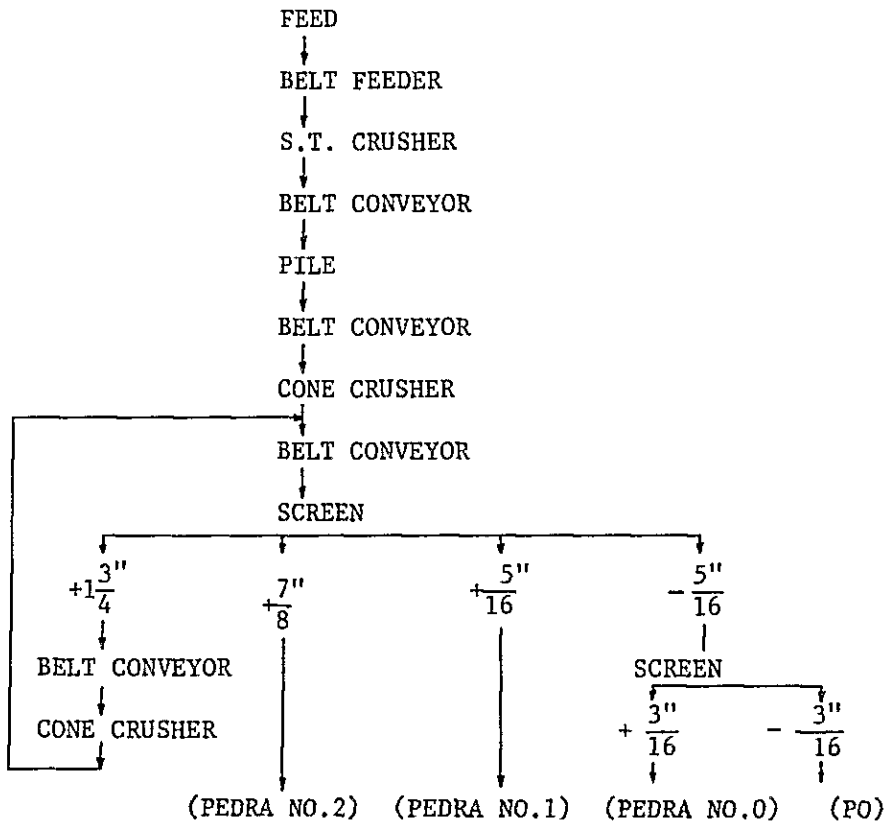 FEED
BELT FEEDER
S.T. CRUSHER
BELT CONVEYOR
PILE
BELT CONVEYOR
CONE CRUSHER
BELT CONVEYOR
SCREEN
+1 3/4" +7/8" +5/16" -5/16"
BELT CONVEYOR SCREEN
CONE CRUSHER +3/16" -3/16"
(PEDRA NO.2) (PEDRA NO.1) (PEDRA NO.0) (PO)